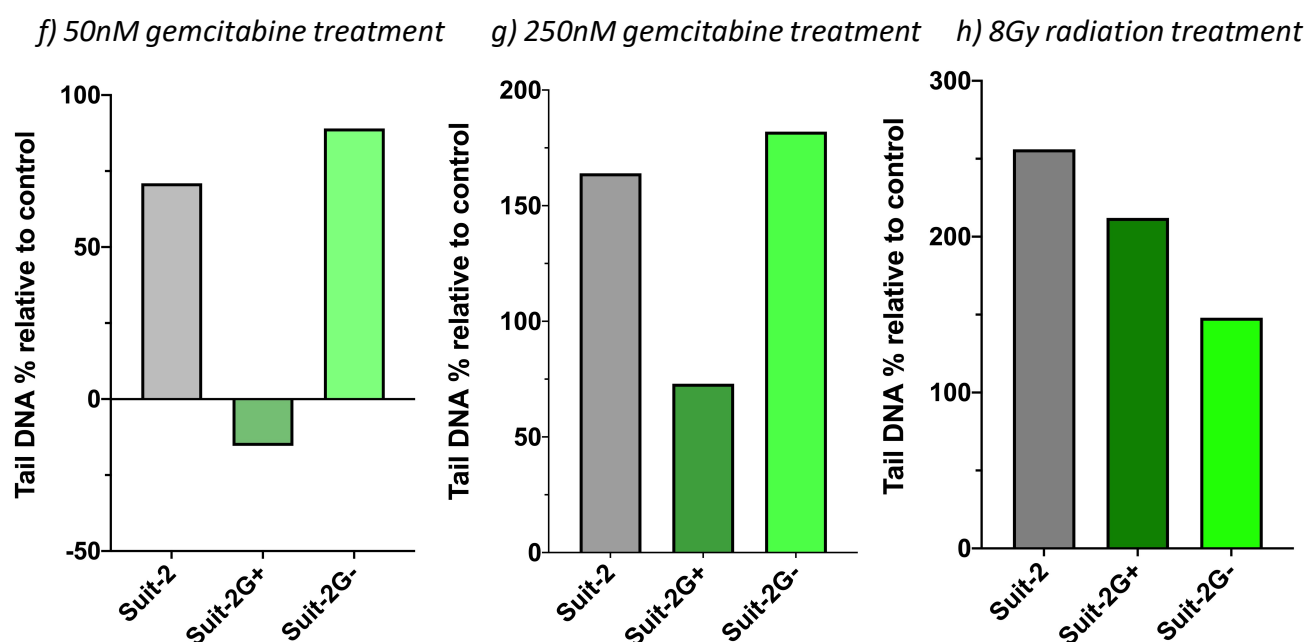 f) 50nM gemcitabine treatment
g) 250nM gemcitabine treatment
h) 8Gy radiation treatment
Tail DNA % relative to control
100
50
0
-50
Suit-2
Suit-2G+
Suit-2G-
Tail DNA % relative to control
200
150
100
50
0
Suit-2
Suit-2G+
Suit-2G-
Tail DNA % relative to control
300
200
100
0
Suit-2
Suit-2G+
Suit-2G-